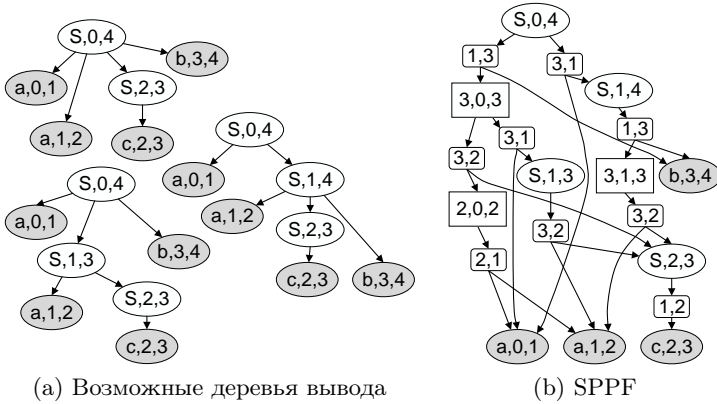 S,0,4
b,3,4
a,0,1
S,2,3
a,1,2
c,2,3
S,0,4
a,0,1
S,1,4
a,1,2
S,2,3
c,2,3
b,3,4
S,0,4
a,0,1
b,3,4
S,1,3
a,1,2
S,2,3
c,2,3
(a) Возможные деревья вывода
S,0,4
1,3
3,1
S,1,4
3,0,3
3,1
1,3
3,2
S,1,3
3,1,3
b,3,4
2,0,2
3,2
3,2
2,1
S,2,3
1,2
a,0,1
a,1,2
c,2,3
(b) SPPF